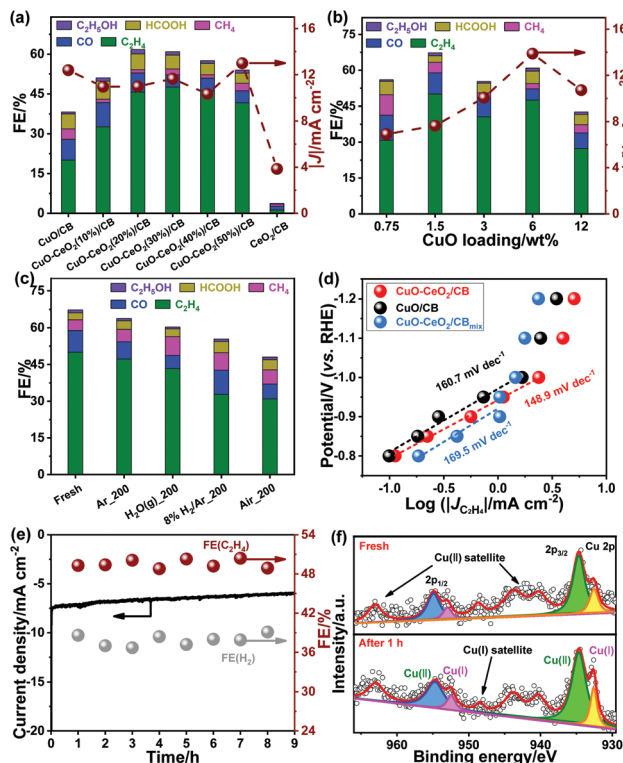 (a)
C₂H₅OH HCOOH CH₄
CO C₂H₄
FE/%
60
45
30
15
0
|J|/mA cm⁻²
16
12
8
4
0
CuO/CB
CuO-CeO₂(10%)/CB
CuO-CeO₂(20%)/CB
CuO-CeO₂(30%)/CB
CuO-CeO₂(40%)/CB
CuO-CeO₂(50%)/CB
CeO₂/CB
(b)
C₂H₅OH HCOOH CH₄
CO C₂H₄
FE/%
75
60
45
30
15
0
16
12
8
4
0
0.75 1.5 3 6 12
CuO loading/wt%
(c)
C₂H₅OH HCOOH CH₄
CO C₂H₄
FE/%
75
60
45
30
15
0
Fresh
Ar_200
H₂O(g)_200
8% H₂/Ar_200
Air_200
(d)
CuO-CeO₂/CB
CuO/CB
CuO-CeO₂/CBmix
Potential/V (vs. RHE)
-1.2
-1.1
-1.0
-0.9
-0.8
160.7 mV dec⁻¹
148.9 mV dec⁻¹
169.5 mV dec⁻¹
-1.0 -0.5 0.0 0.5 1.0
Log (|J C₂H₄|/mA cm⁻²)
(e)
Current density/mA cm⁻²
0
-5
-10
-15
-20
FE(C₂H₄)
FE(H₂)
54
48
42
36
30
24
FE/%
0 1 2 3 4 5 6 7 8 9
Time/h
(f)
Fresh
Cu 2p
2p₃/₂
Cu(II) satellite
2p₁/₂
After 1 h
Cu(I) satellite
Cu(II) Cu(I)
Cu(II) Cu(I)
Intensity/a.u.
960 950 940 930
Binding energy/eV